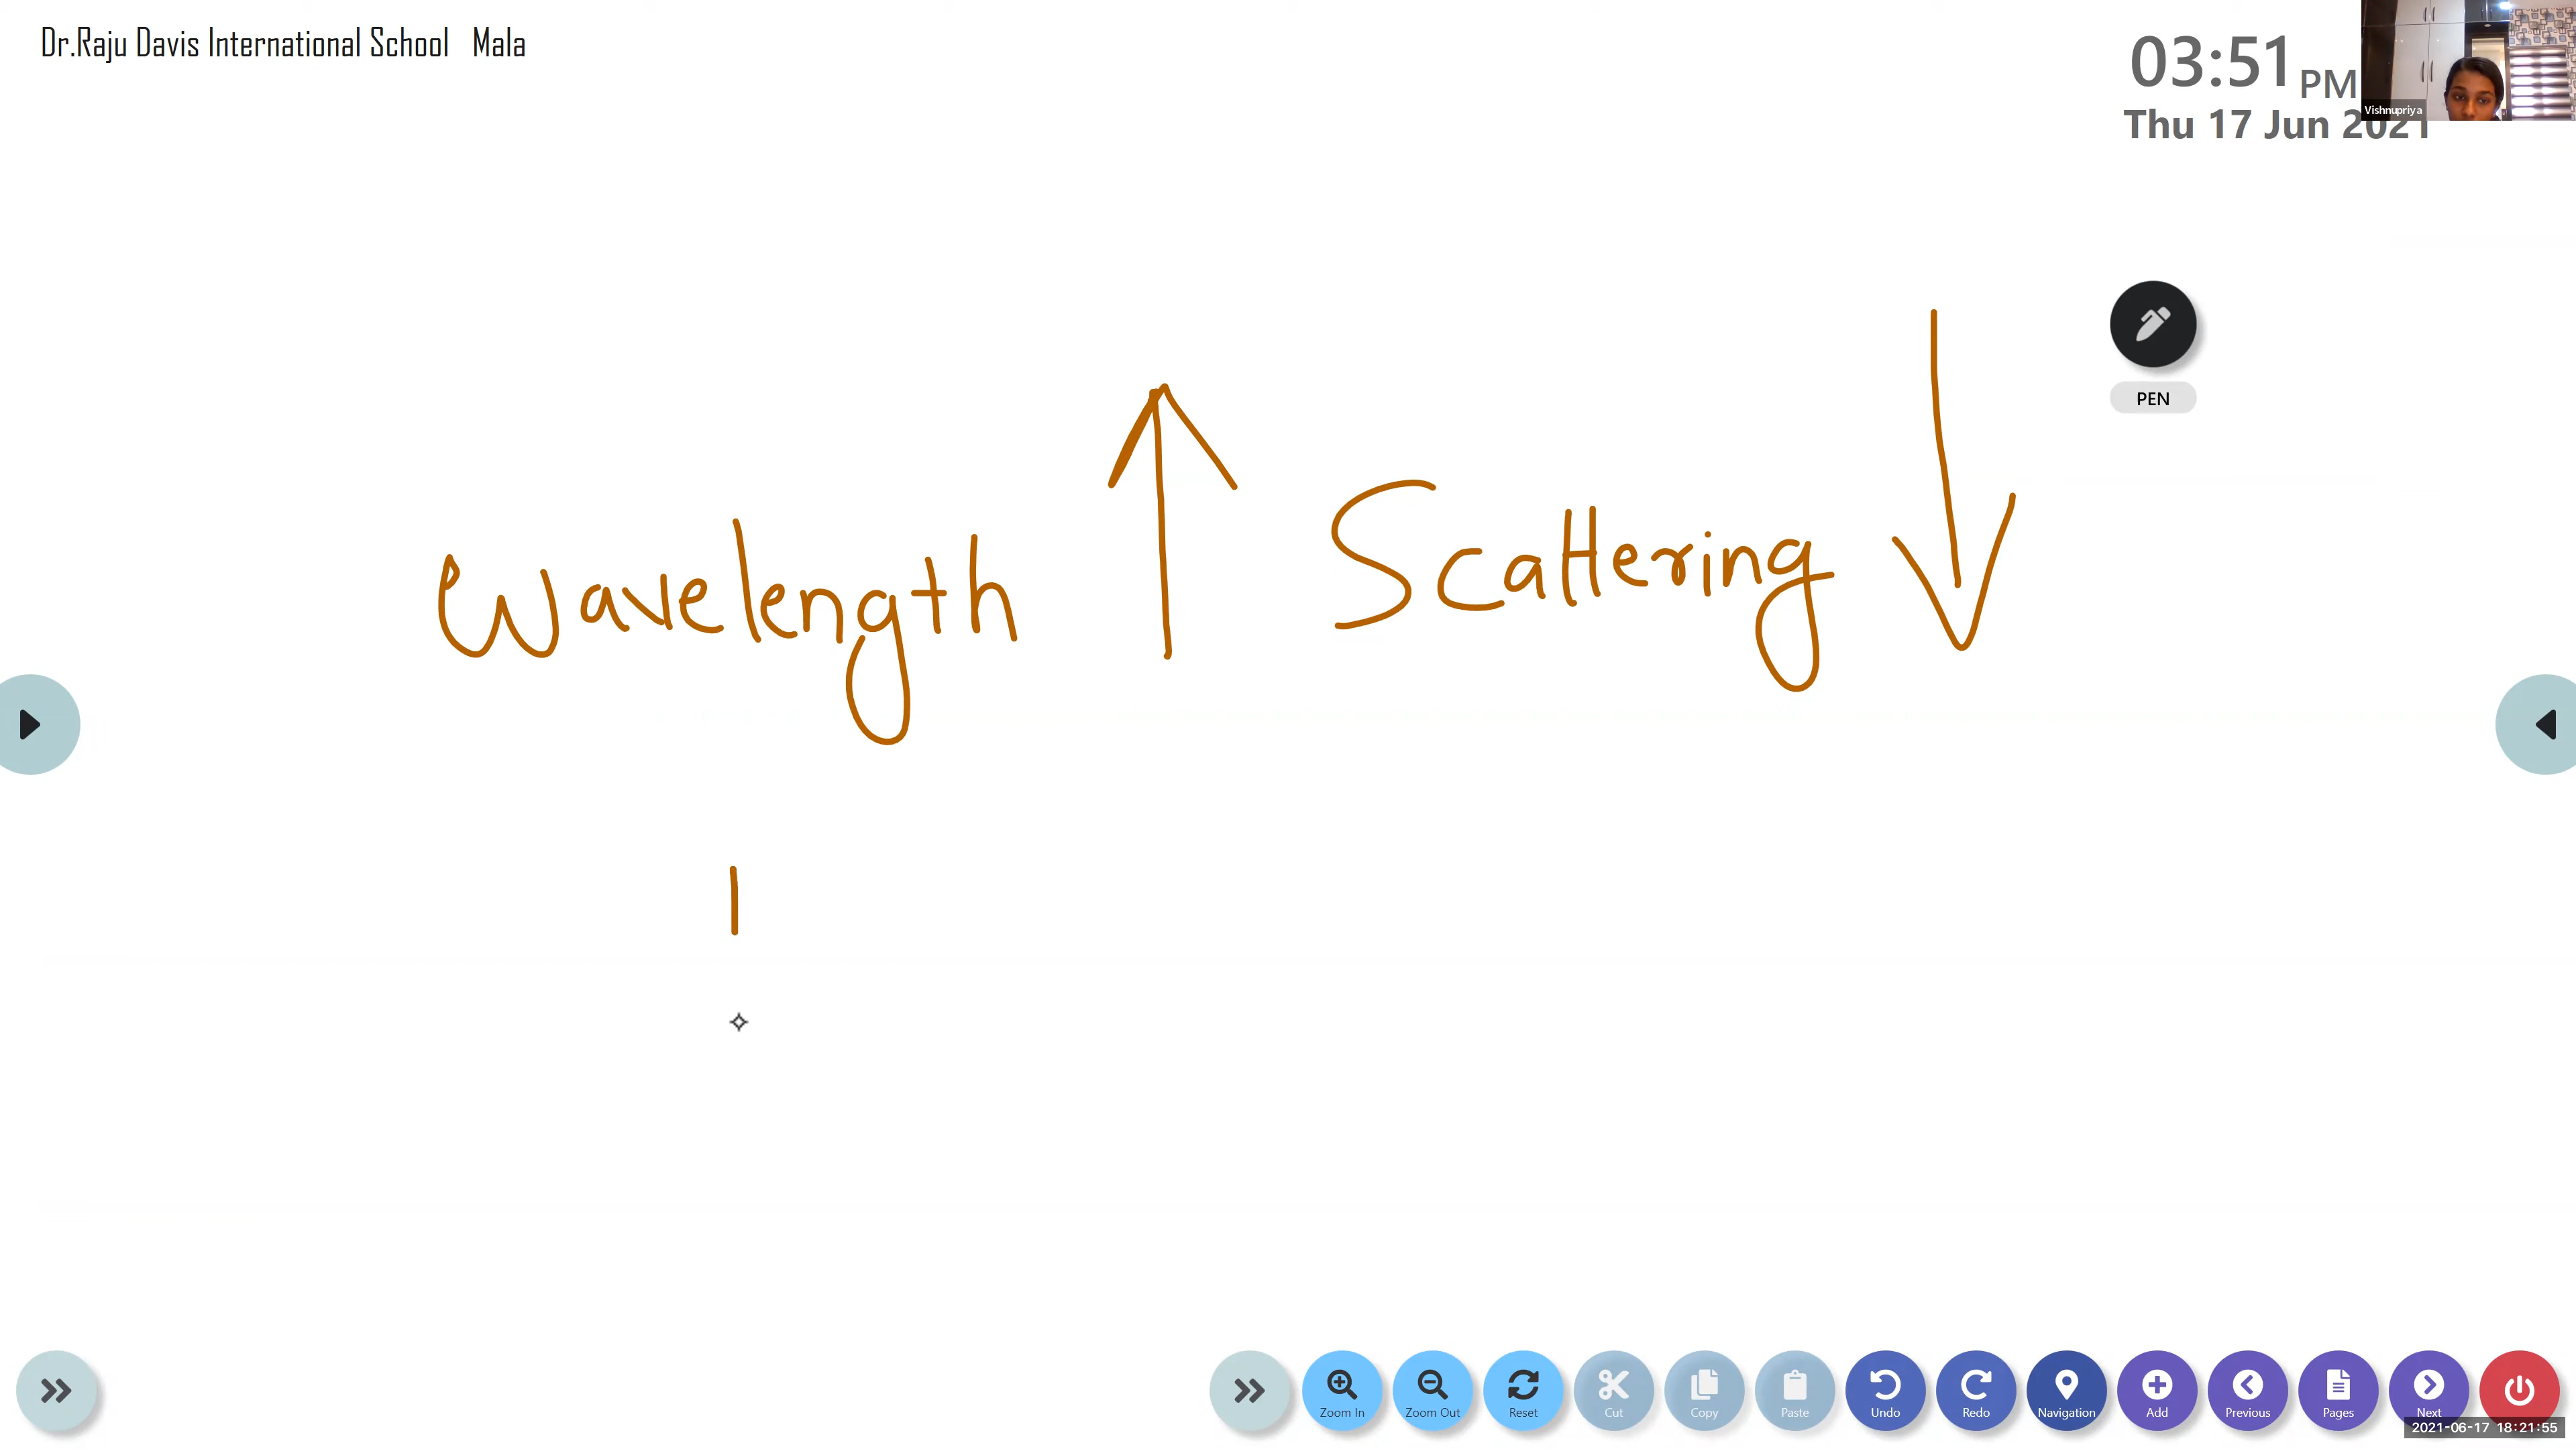 Dr.Raju Davis International School Mala
03:51 PM
Thu 17 Jun 2021
Vishnupriya
PEN
Wavelength ↑ Scattering ↓
Zoom In Zoom Out Reset Cut Copy Paste Undo Redo Navigation Add Previous Pages Next
2021-06-17 18:21:55